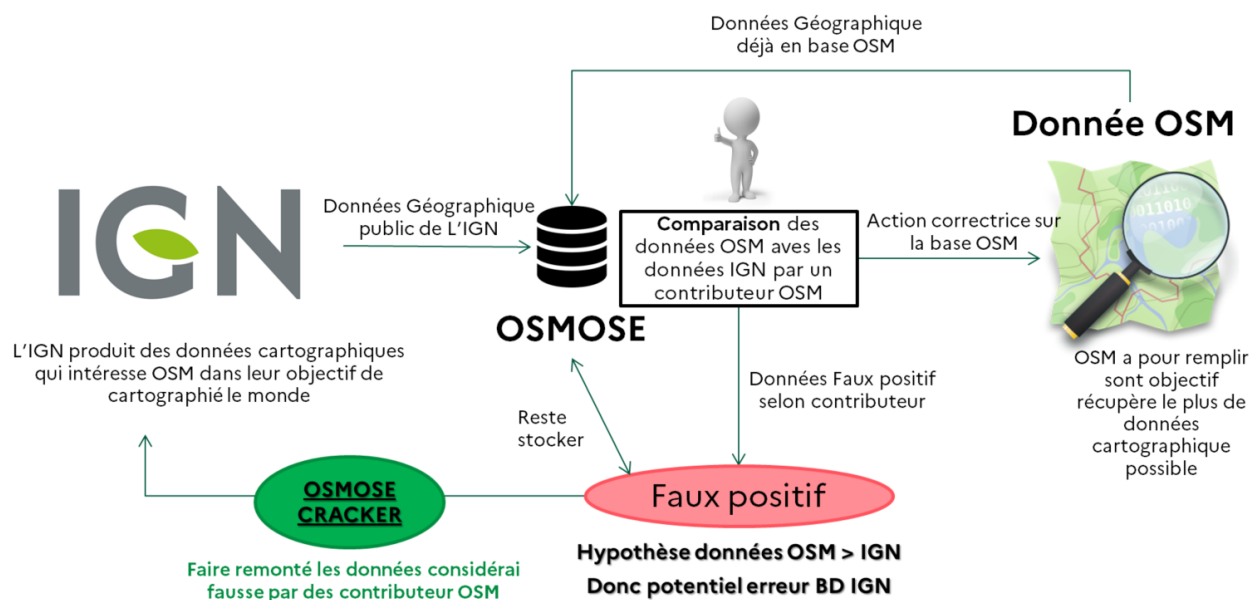 Données Géographique
déjà en base OSM
Donnée OSM
IGN
Données Géographique
public de L'IGN
Comparaison des
données OSM aves les
données IGN par un
contributeur OSM
Action correctrice sur
la base OSM
OSMOSE
L'IGN produit des données cartographiques
qui intéresse OSM dans leur objectif de
cartographié le monde
OSM a pour remplir
sont objectif
récupère le plus de
données
cartographique
possible
Données Faux positif
selon contributeur
Reste
stocker
OSMOSE
CRACKER
Faux positif
Hypothèse données OSM > IGN
Donc potentiel erreur BD IGN
Faire remonté les données considérai
fausse par des contributeur OSM